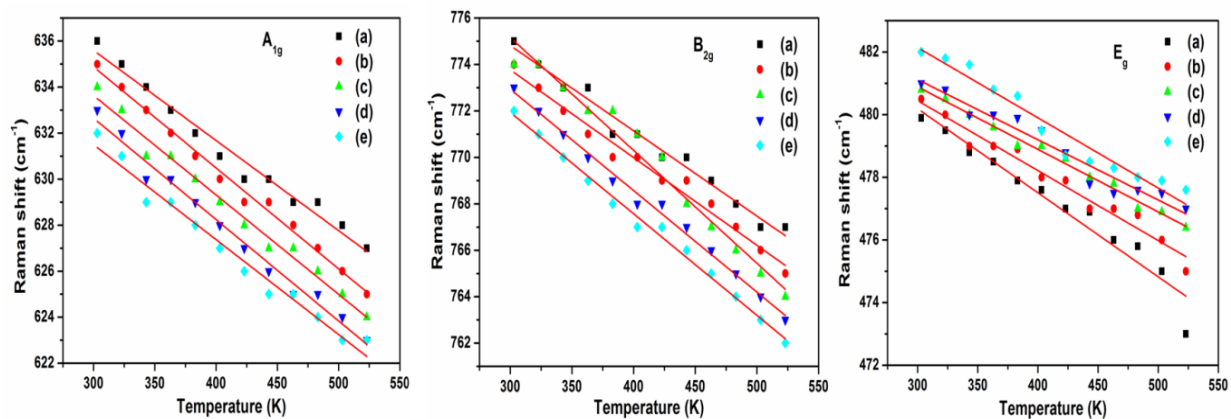 636
634
632
630
628
626
624
622
Raman shift (cm-1)
300 350 400 450 500 550
Temperature (K)
A1g
(a)
(b)
(c)
(d)
(e)
776
774
772
770
768
766
764
762
Raman shift (cm-1)
300 350 400 450 500 550
Temperature (K)
B2g
(a)
(b)
(c)
(d)
(e)
482
480
478
476
474
472
Raman shift (cm-1)
300 350 400 450 500 550
Temperature (K)
Eg
(a)
(b)
(c)
(d)
(e)